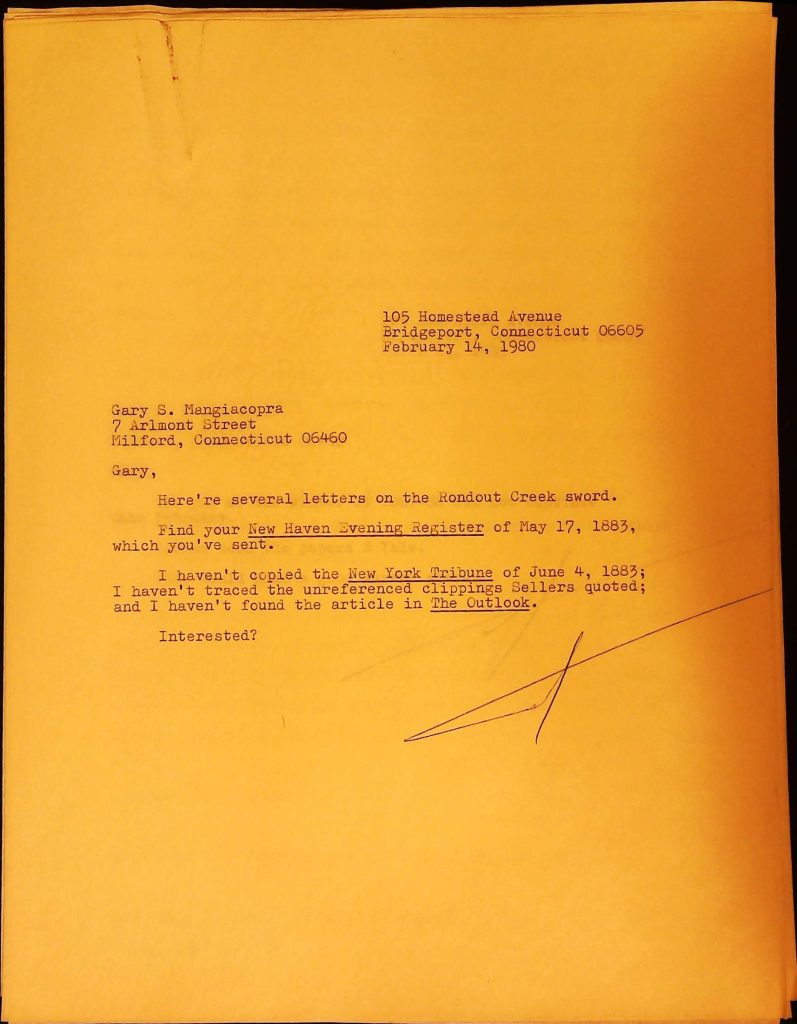 105 Homestead Avenue
Bridgeport, Connecticut 06605
February 14, 1980
Gary S. Mangiacopra
7 Arlmont Street
Milford, Connecticut 06460
Gary,
Here're several letters on the Rondout Creek sword.
Find your New Haven Evening Register of May 17, 1883,
which you've sent.
I haven't copied the New York Tribune of June 4, 1883;
I haven't traced the unreferenced clippings Sellers quoted;
and I haven't found the article in The Outlook.
Interested?